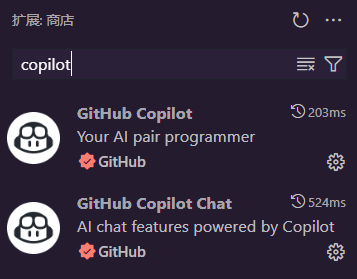 扩展: 商店
copilot
GitHub Copilot 203ms
Your AI pair programmer
GitHub
GitHub Copilot Chat 524ms
AI chat features powered by Copilot
GitHub